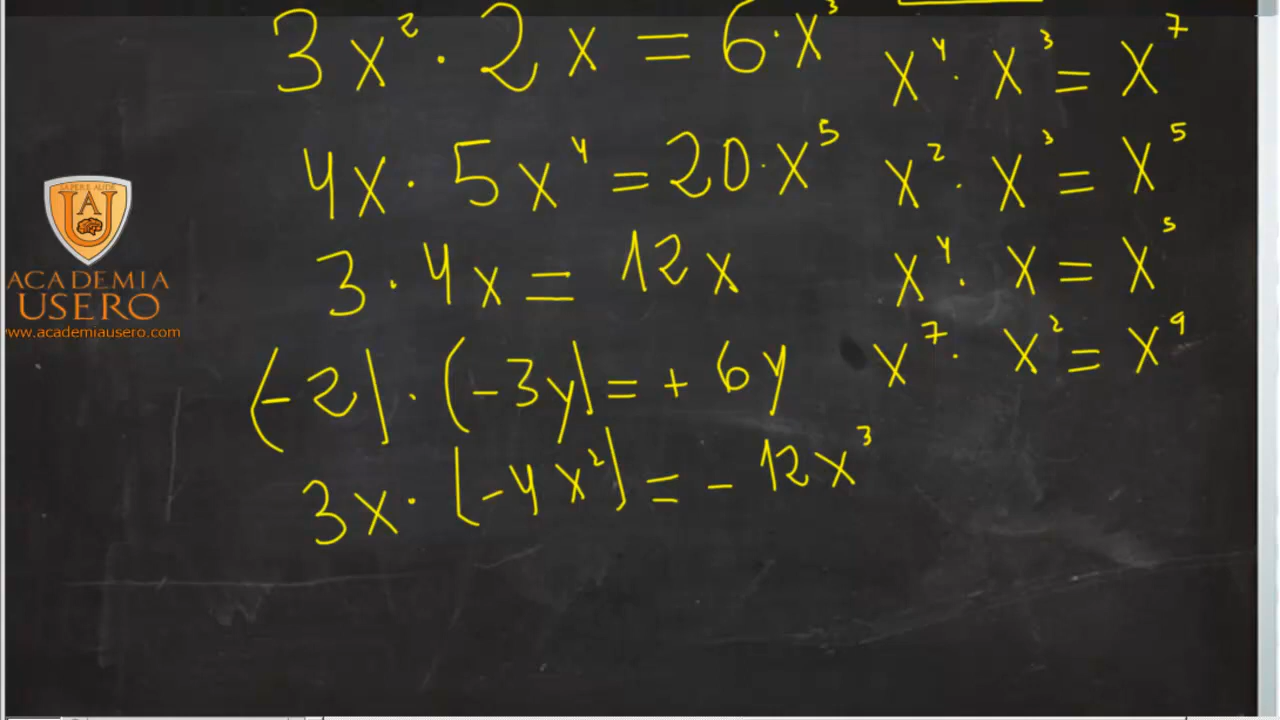 3x² · 2x = 6·x³
x⁴ · x³ = x⁷
4x · 5x⁴ = 20·x⁵
x² · x³ = x⁵
3 · 4x = 12x
x⁴ · x = x⁵
(-2) · (-3y) = + 6y
x⁷ · x² = x⁹
3x · (-4x²) = - 12x³
SAPERE AUDE
UA
ACADEMIA
USERO
www.academiausero.com